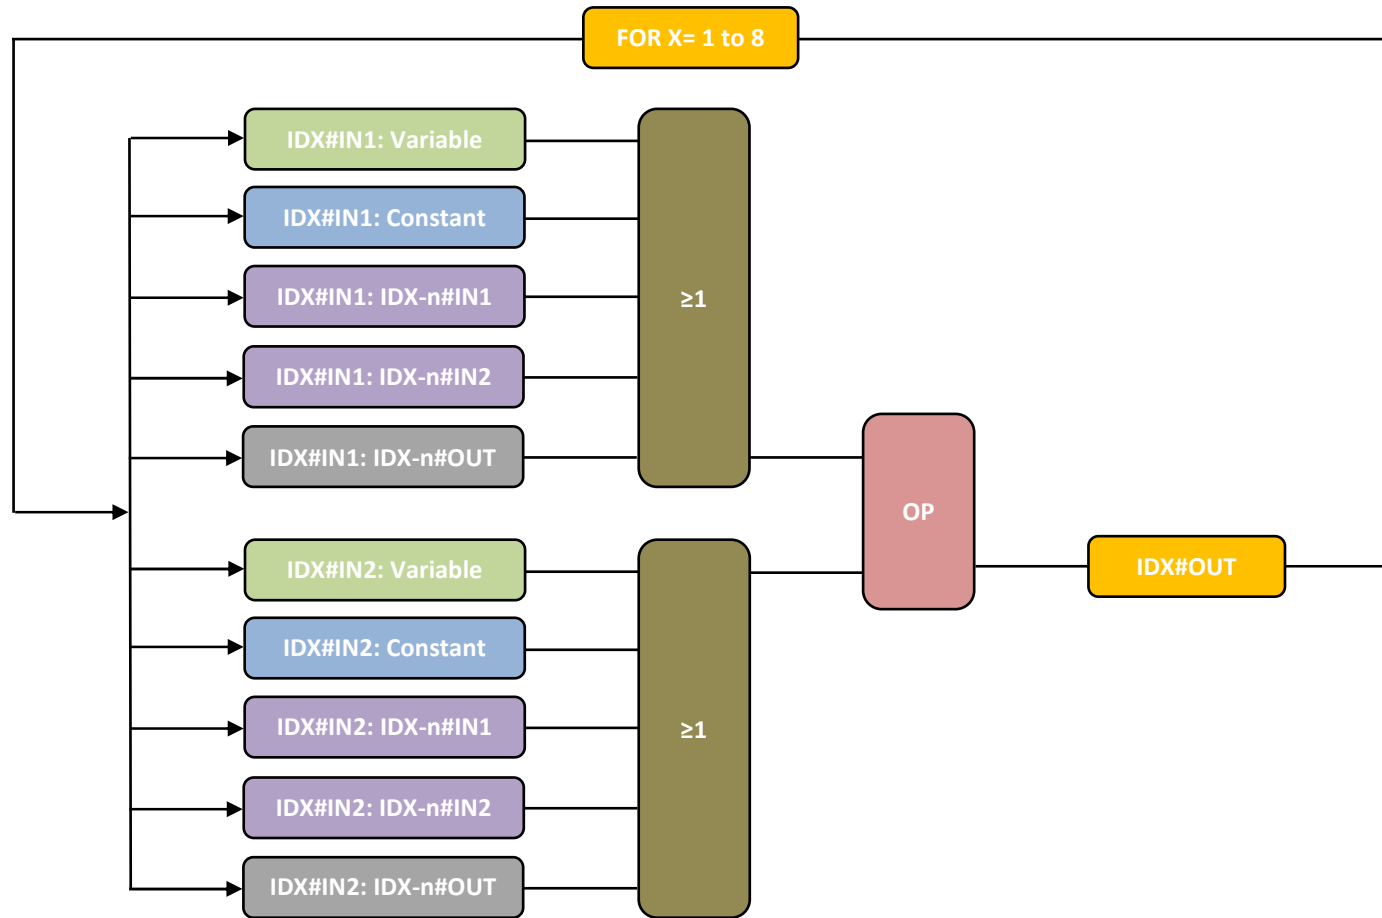 FOR X= 1 to 8
IDX#IN1: Variable
IDX#IN1: Constant
IDX#IN1: IDX-n#IN1
≥1
IDX#IN1: IDX-n#IN2
IDX#IN1: IDX-n#OUT
OP
IDX#IN2: Variable
IDX#OUT
IDX#IN2: Constant
IDX#IN2: IDX-n#IN1
≥1
IDX#IN2: IDX-n#IN2
IDX#IN2: IDX-n#OUT